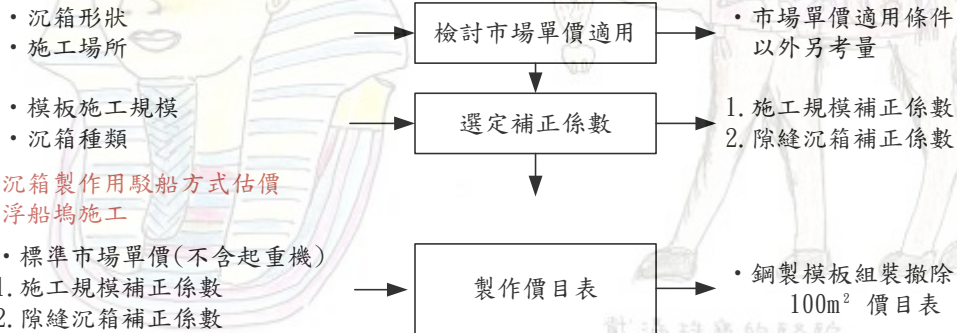 ・沉箱形狀
・施工場所
檢討市場單價適用
・市場單價適用條件
以外另考量
・模板施工規模
・沉箱種類
選定補正係數
1.施工規模補正係數
2.隙縫沉箱補正係數
沉箱製作用駁船方式估價
浮船塢施工
・標準市場單價(不含起重機)
1.施工規模補正係數
2.隙縫沉箱補正係數
製作價目表
・鋼製模板組裝撤除
100m² 價目表